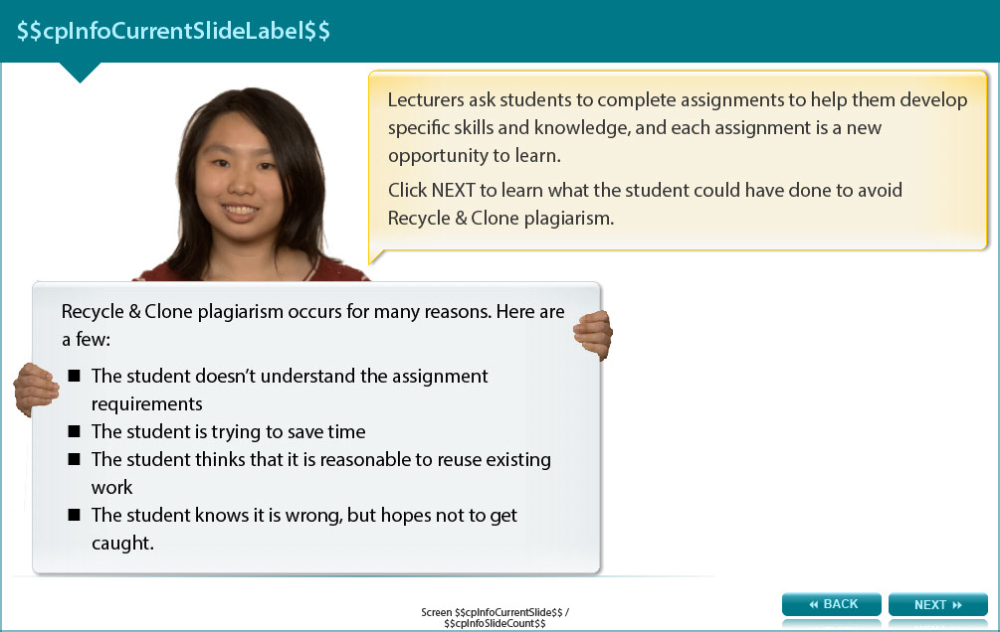 $$cpInfoCurrentSlideLabel$$
Lecturers ask students to complete assignments to help them develop
specific skills and knowledge, and each assignment is a new
opportunity to learn.
Click NEXT to learn what the student could have done to avoid
Recycle & Clone plagiarism.
Recycle & Clone plagiarism occurs for many reasons. Here are
a few:
■ The student doesn’t understand the assignment
requirements
■ The student is trying to save time
■ The student thinks that it is reasonable to reuse existing
work
■ The student knows it is wrong, but hopes not to get
caught.
Screen $$cpInfoCurrentSlide$$ /
$$cpInfoSlideCount$$
BACK
NEXT